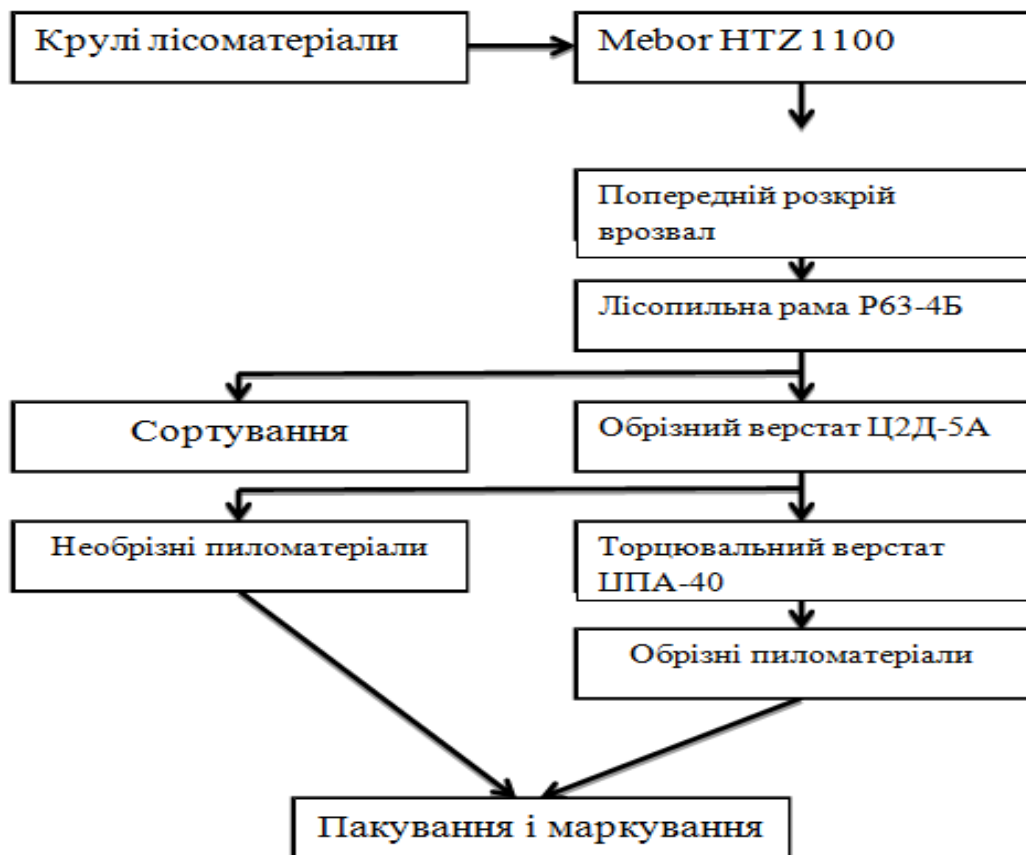 Крулі лісоматеріали
Mebor HTZ 1100
Попередній розкрій
врозвал
Лісопильна рама Р63-4Б
Сортування
Обрізний верстат Ц2Д-5А
Необрізні пиломатеріали
Торцювальний верстат
ЦПА-40
Обрізні пиломатеріали
Пакування і маркування